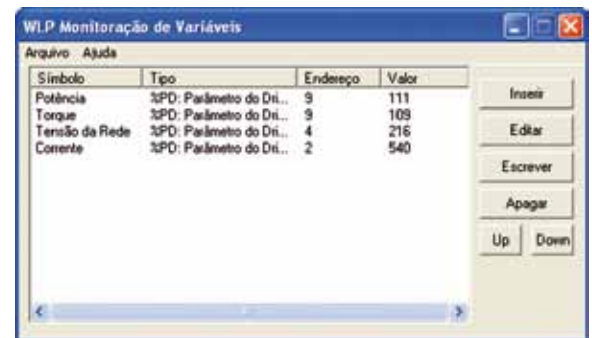 WLP Monitoração de Variáveis
Arquivo Ajuda
Símbolo Tipo Endereço Valor
Potência %PD: Parâmetro do Dri... 9 111
Torque %PD: Parâmetro do Dri... 9 109
Tensão da Rede %PD: Parâmetro do Dri... 4 216
Corrente %PD: Parâmetro do Dri... 2 540
Inserir
Editar
Escrever
Apagar
Up Down